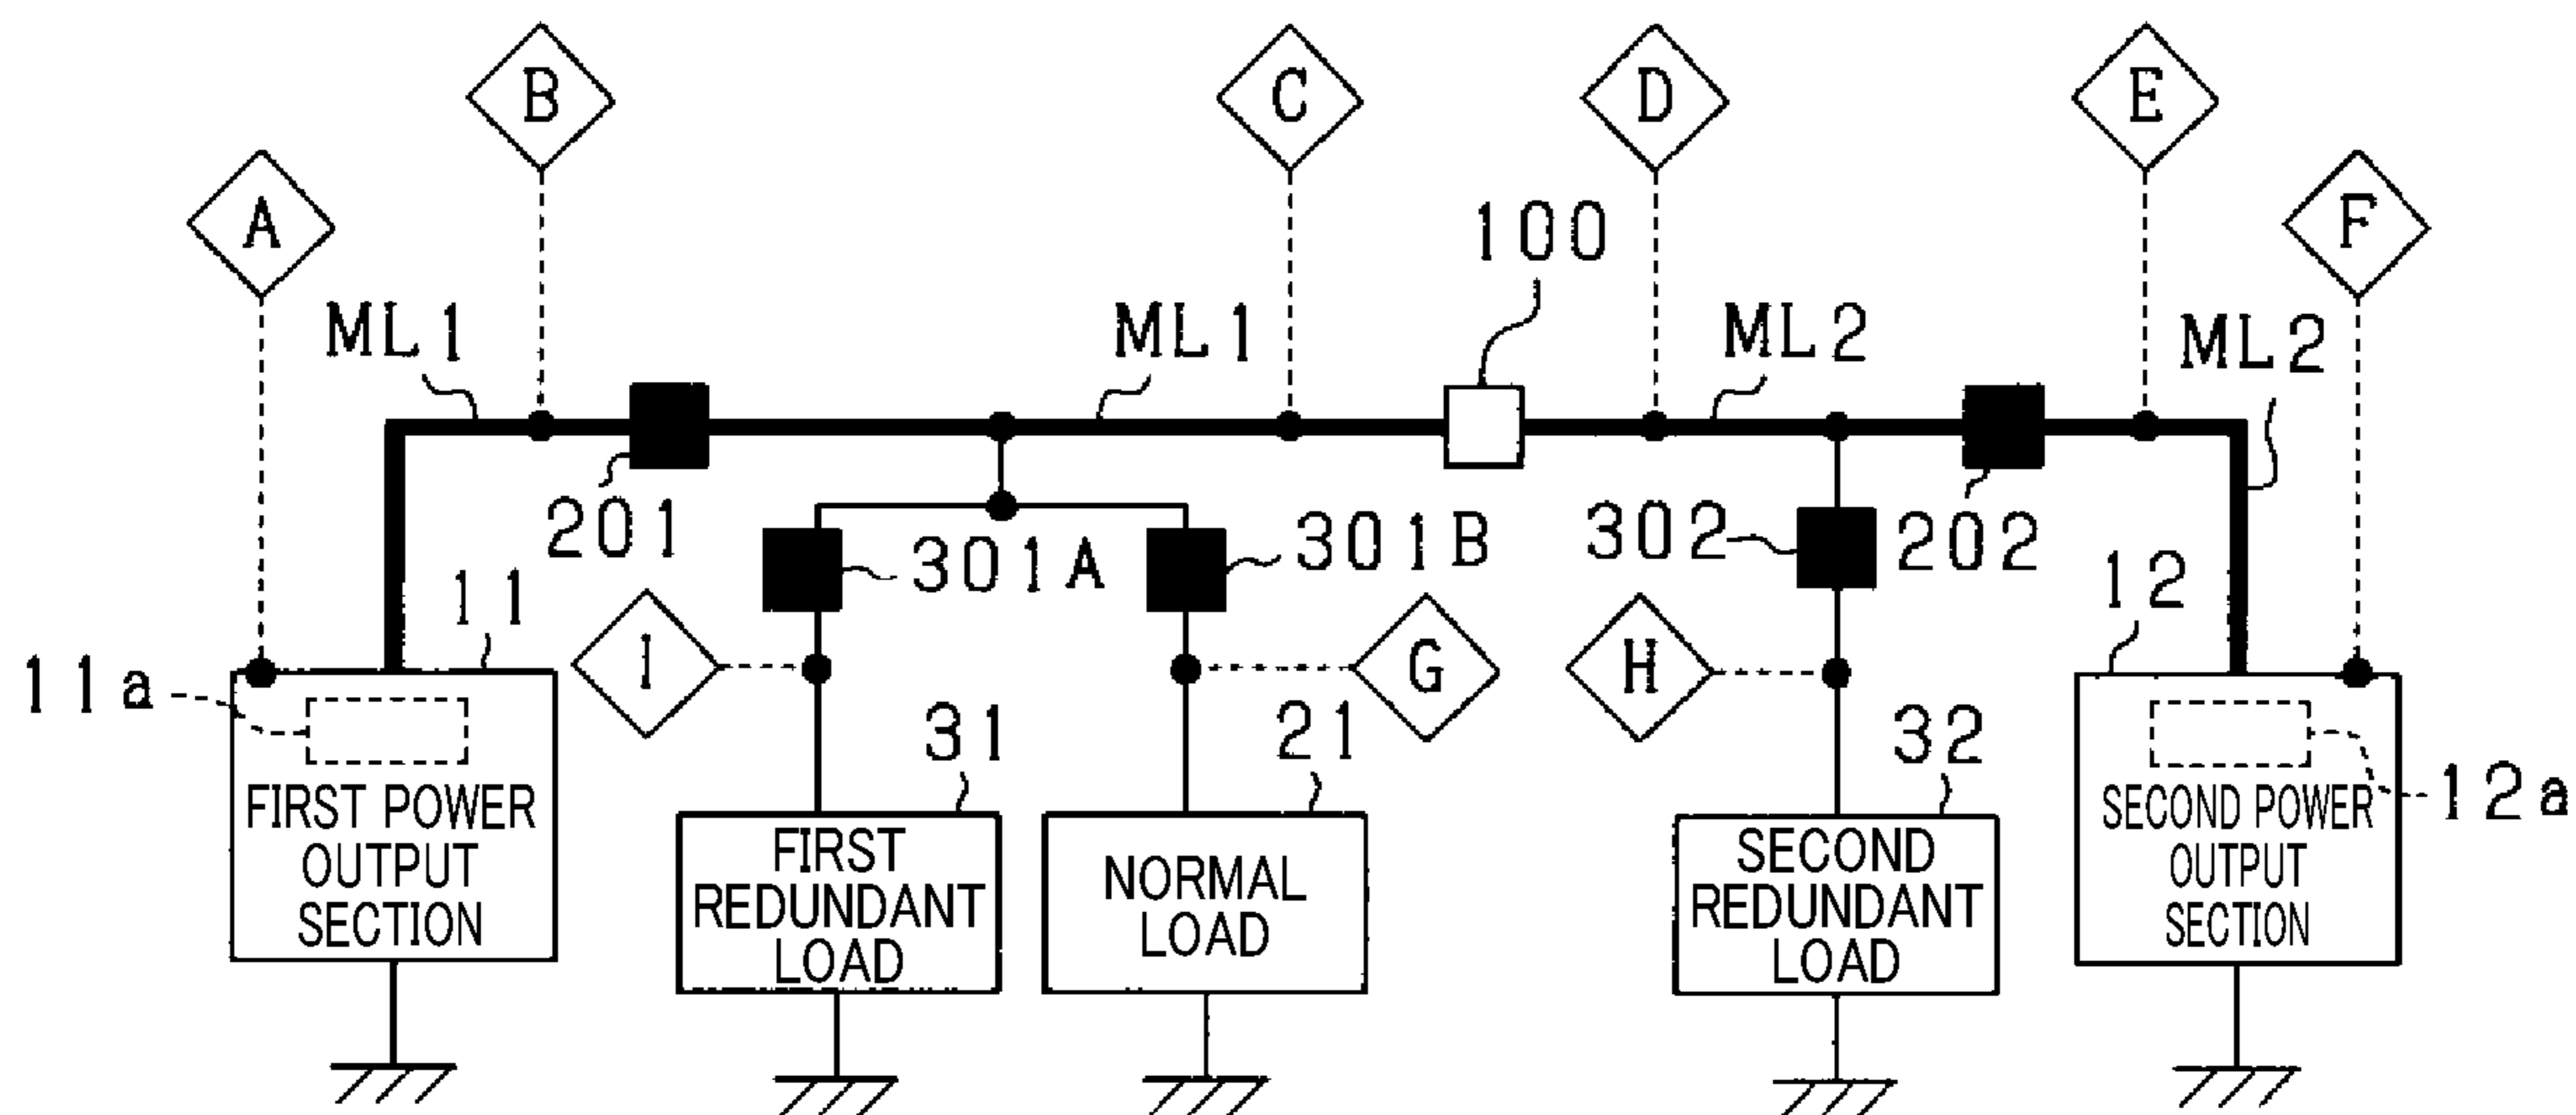 B
C
D
E
A
100
F
ML1
ML1
ML2
ML2
201
301A
301B
302
202
12
11
I
G
H
11a
31
21
32
12a
FIRST POWER
OUTPUT
SECTION
FIRST
REDUNDANT
LOAD
NORMAL
LOAD
SECOND
REDUNDANT
LOAD
SECOND POWER
OUTPUT
SECTION